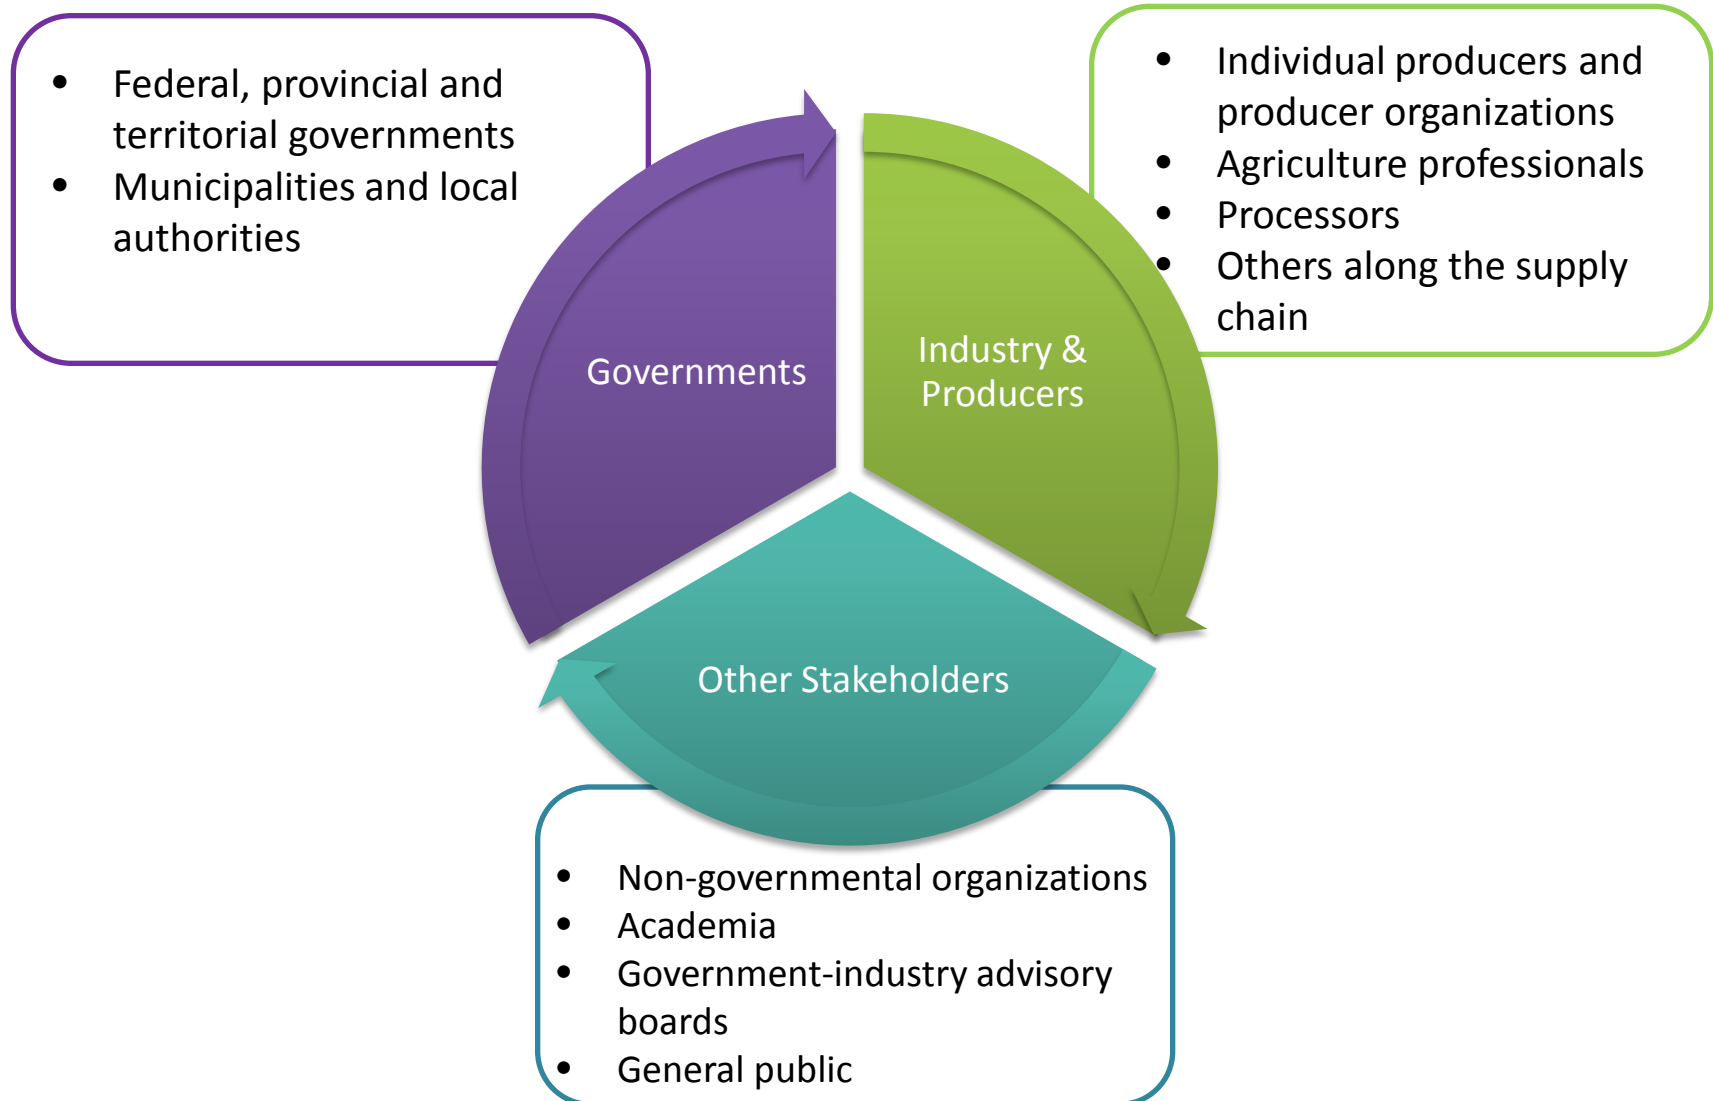 • Federal, provincial and
territorial governments
• Municipalities and local
authorities
• Individual producers and
producer organizations
• Agriculture professionals
• Processors
• Others along the supply
chain
Governments
Industry &
Producers
Other Stakeholders
• Non-governmental organizations
• Academia
• Government-industry advisory
boards
• General public